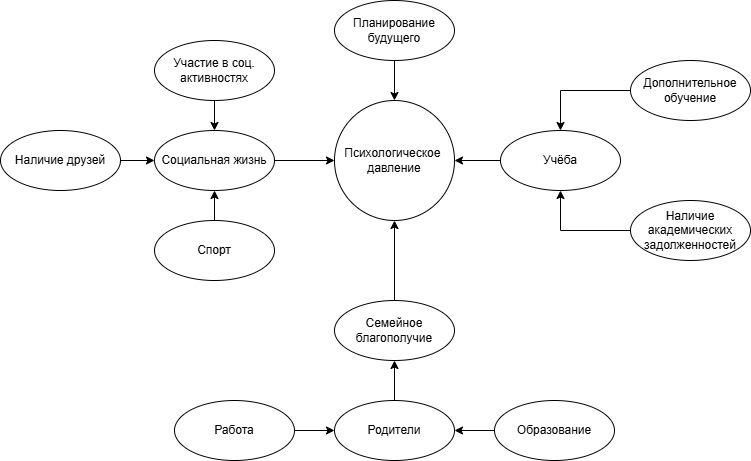 Планирование
будущего
Участие в соц.
активностях
Дополнительное
обучение
Наличие друзей
Социальная жизнь
Психологическое
давление
Учёба
Спорт
Наличие
академических
задолженностей
Семейное
благополучие
Работа
Родители
Образование